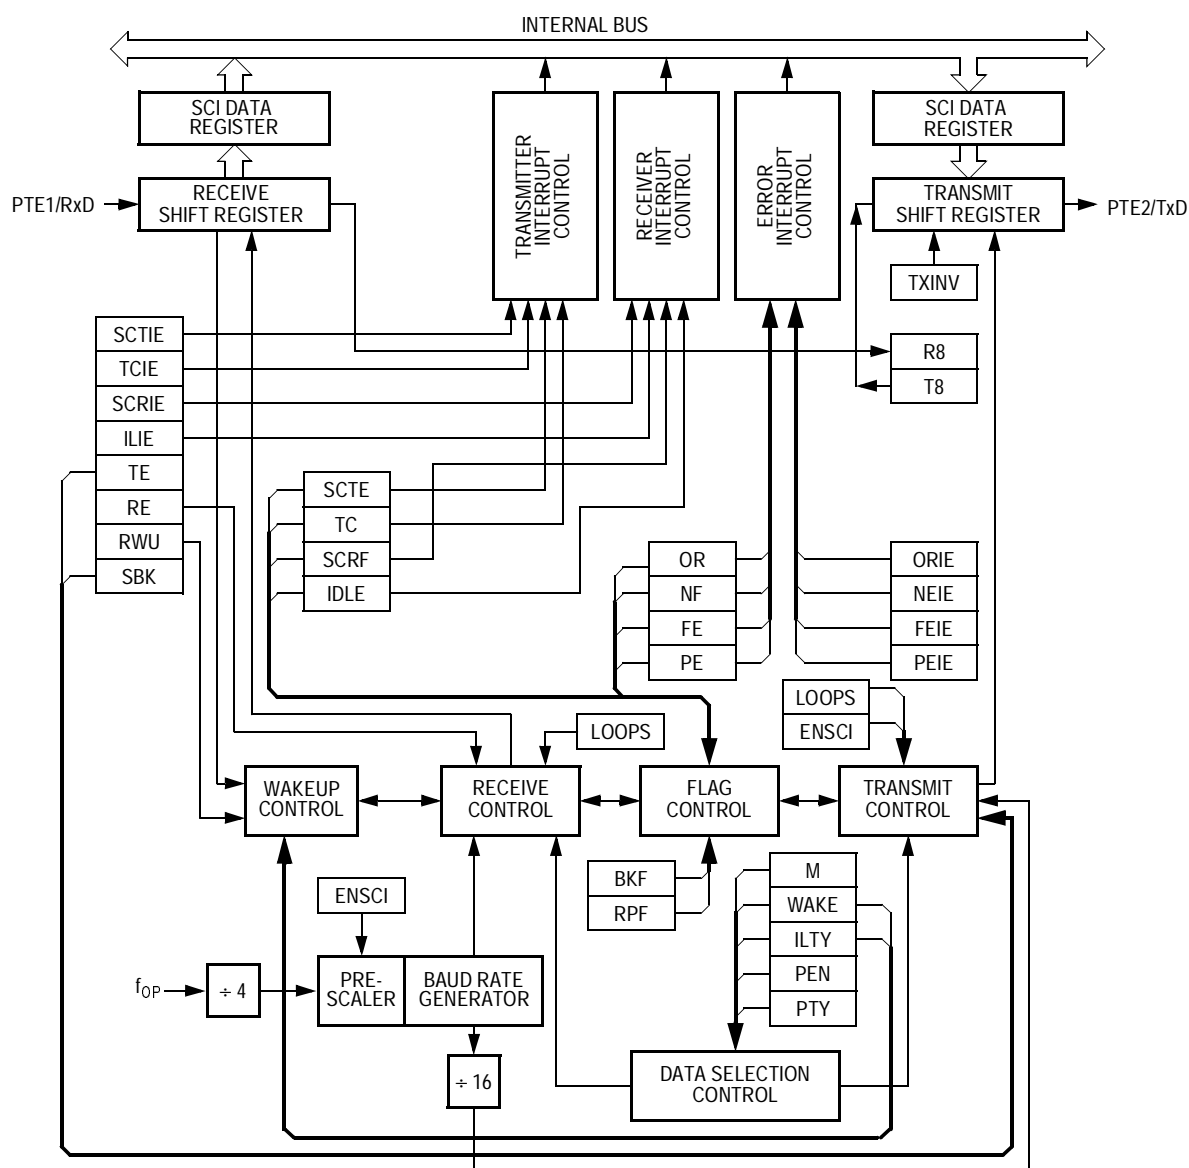 INTERNAL BUS
SCI DATA
REGISTER
SCI DATA
REGISTER
TRANSMITTER
INTERRUPT
CONTROL
RECEIVER
INTERRUPT
CONTROL
ERROR
INTERRUPT
CONTROL
PTE1/RxD
RECEIVE
SHIFT REGISTER
TRANSMIT
SHIFT REGISTER
PTE2/TxD
TXINV
SCTIE
TCIE
SCRIE
ILIE
TE
RE
RWU
SBK
R8
T8
SCTE
TC
SCRF
IDLE
OR
NF
FE
PE
ORIE
NEIE
FEIE
PEIE
LOOPS
ENSCI
LOOPS
WAKEUP
CONTROL
RECEIVE
CONTROL
FLAG
CONTROL
TRANSMIT
CONTROL
BKF
RPF
M
WAKE
ILTY
PEN
PTY
ENSCI
fOP
÷ 4
PRE-
SCALER
BAUD RATE
GENERATOR
÷ 16
DATA SELECTION
CONTROL